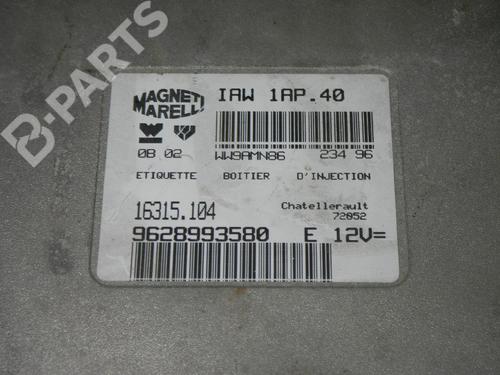 B-PARTS
MAGNETI MARELLI
IAW 1AP.40
08 02
WW9AMN86
234 96
ETIQUETTE BOITIER D'INJECTION
16315.104
Chatellerault
72052
9628993580 E 12V=